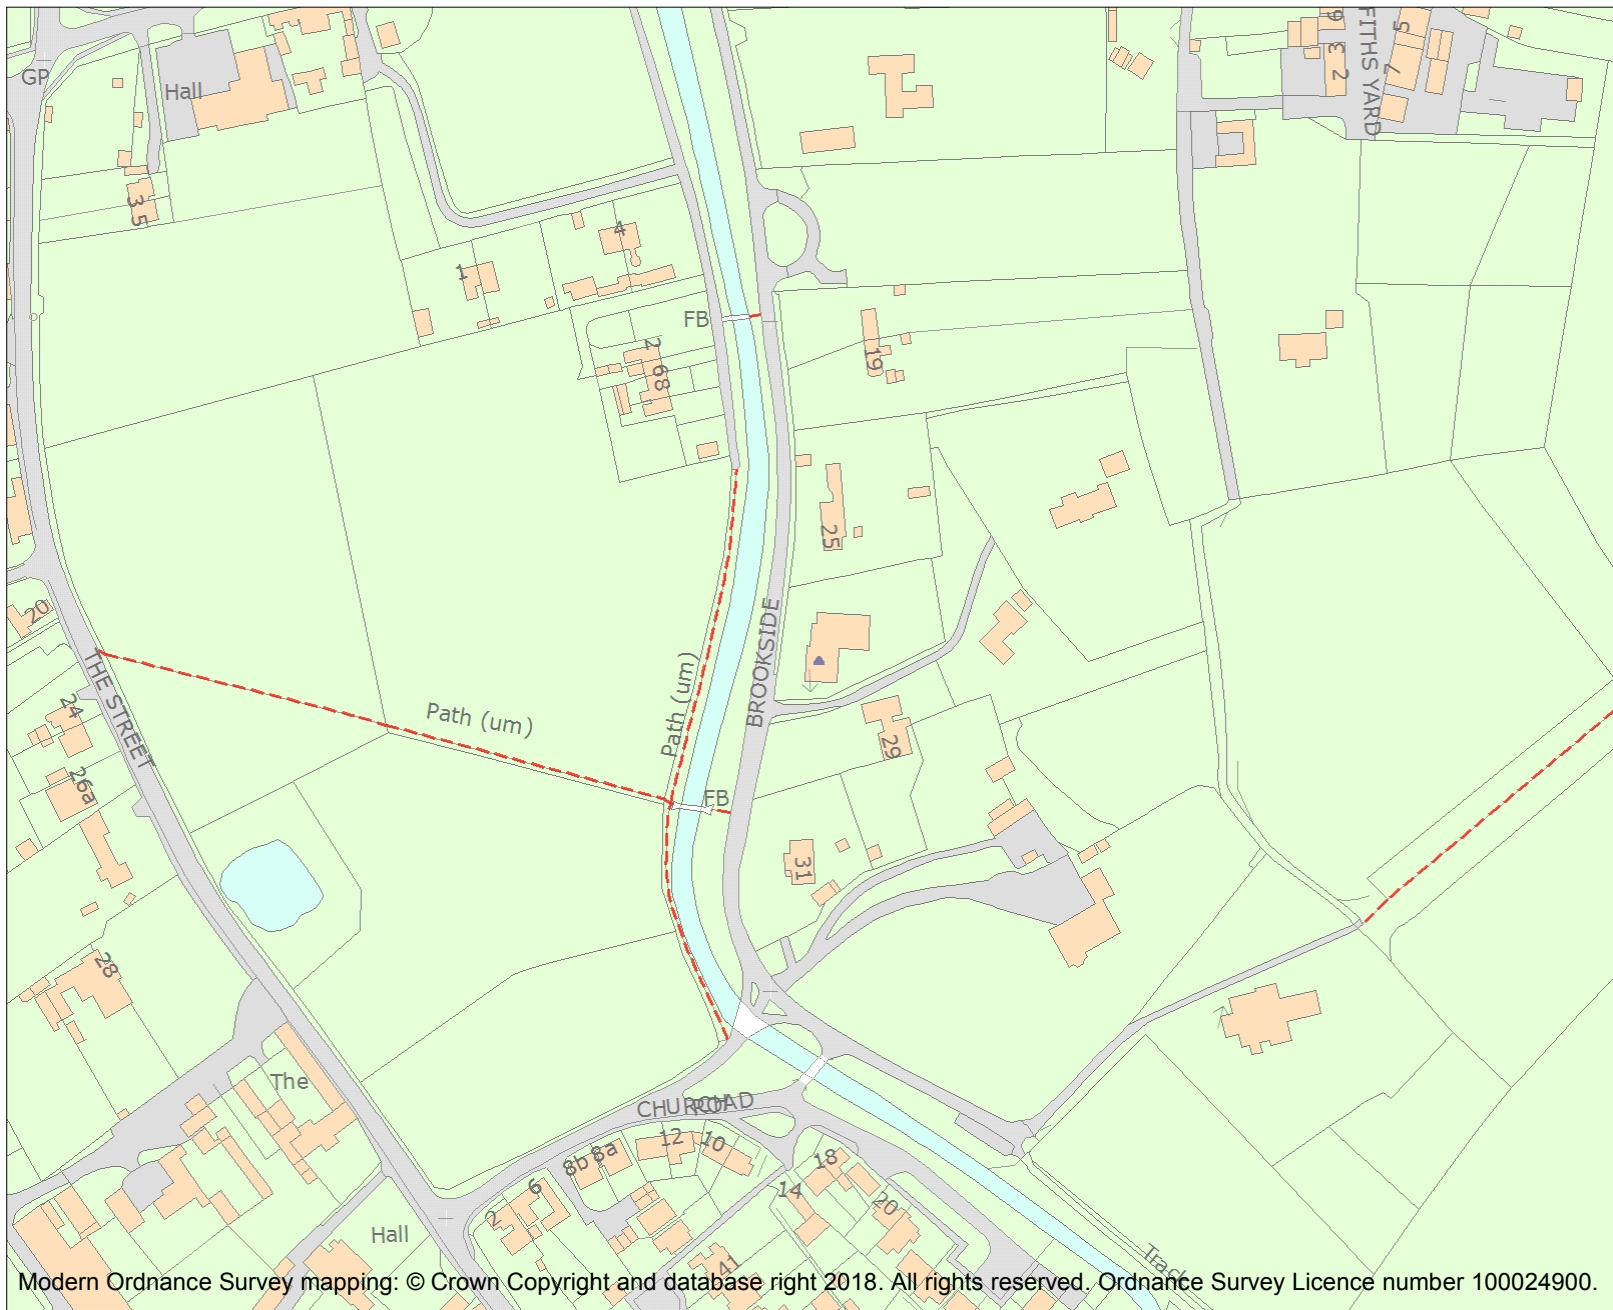 GP
Hall
9
3
2
FITHS YARD
5
7
3
5
4
1
FB
2
6
8
19
25
20
THE STREET
24
26a
Path (um)
Path (um)
BROOKSIDE
29
FB
31
28
The
CHURCH
ROAD
12
10
8b
8a
6
2
18
14
20
Hall
41
Track
Modern Ordnance Survey mapping: © Crown Copyright and database right 2018. All rights reserved. Ordnance Survey Licence number 100024900.